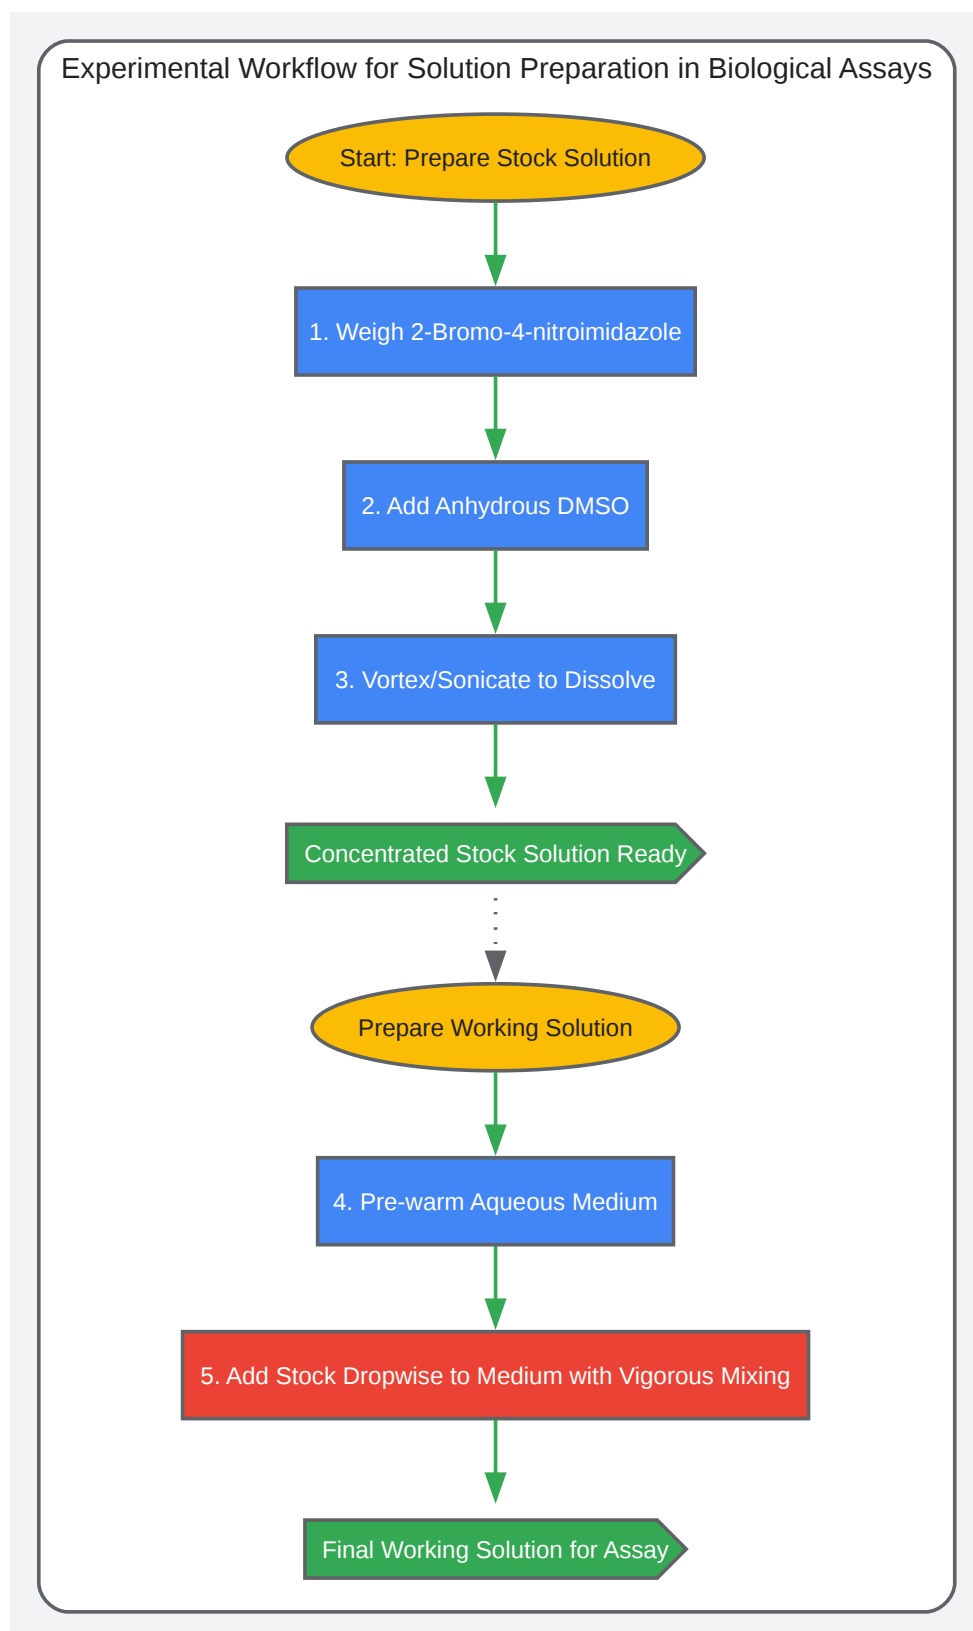 Experimental Workflow for Solution Preparation in Biological Assays
Start: Prepare Stock Solution
1. Weigh 2-Bromo-4-nitroimidazole
2. Add Anhydrous DMSO
3. Vortex/Sonicate to Dissolve
Concentrated Stock Solution Ready
Prepare Working Solution
4. Pre-warm Aqueous Medium
5. Add Stock Dropwise to Medium with Vigorous Mixing
Final Working Solution for Assay